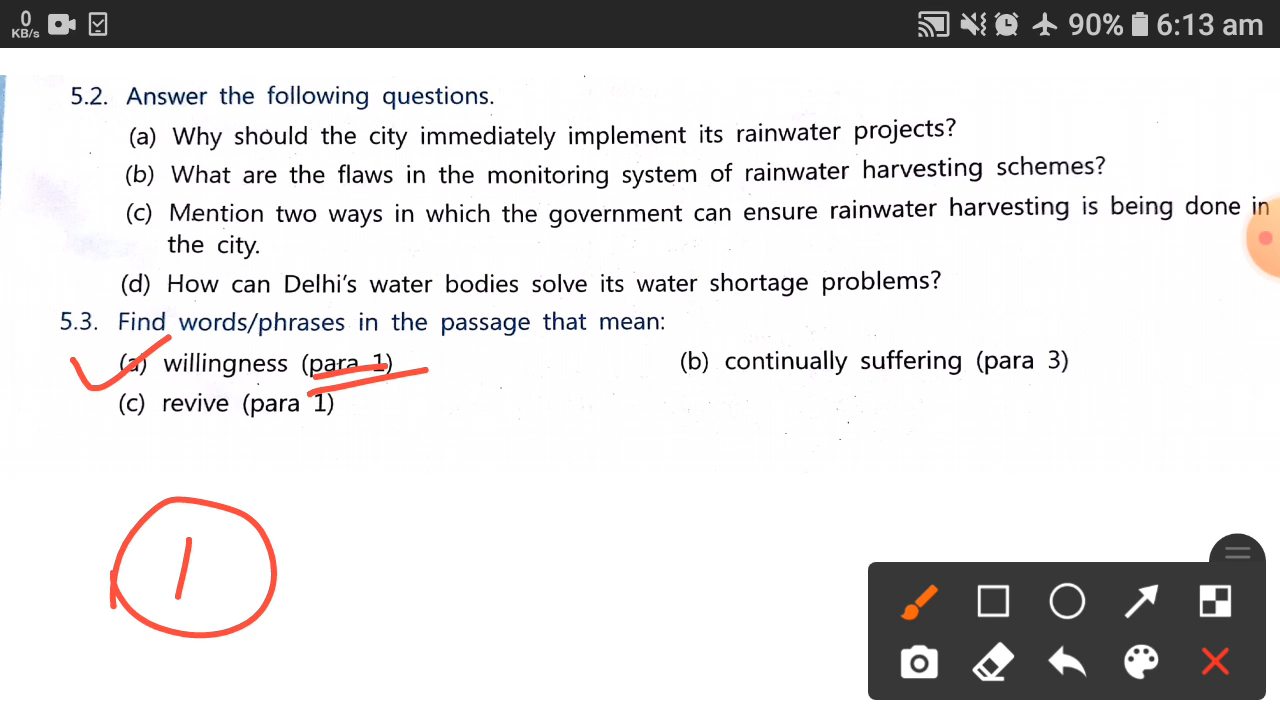 0
KB/s
90% 6:13 am
5.2. Answer the following questions.
(a) Why should the city immediately implement its rainwater projects?
(b) What are the flaws in the monitoring system of rainwater harvesting schemes?
(c) Mention two ways in which the government can ensure rainwater harvesting is being done in
the city.
(d) How can Delhi's water bodies solve its water shortage problems?
5.3. Find words/phrases in the passage that mean:
(a) willingness (para 1) (b) continually suffering (para 3)
(c) revive (para 1)
1